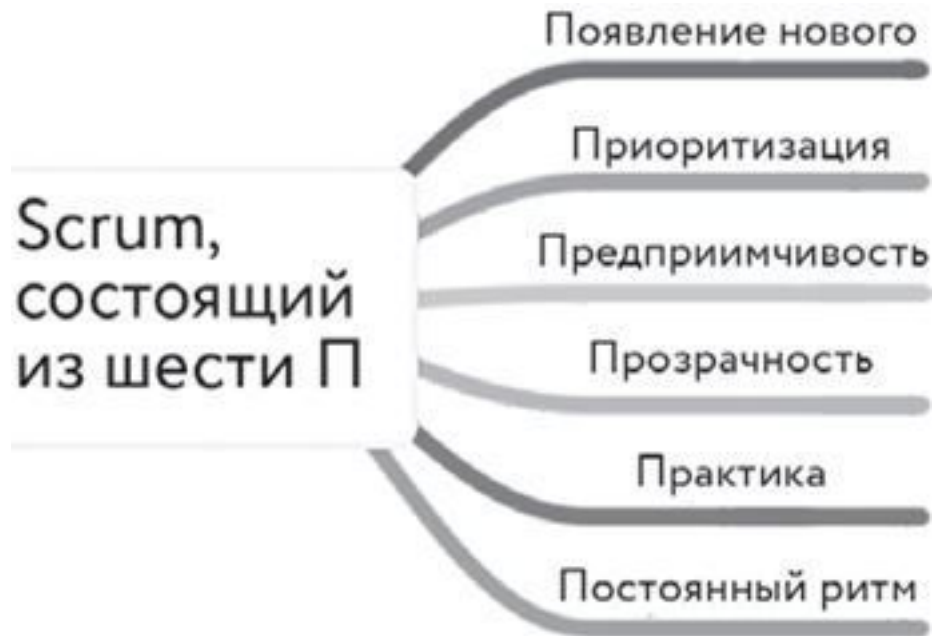 Scrum,
состоящий
из шести П
Появление нового
Приоритизация
Предприимчивость
Прозрачность
Практика
Постоянный ритм